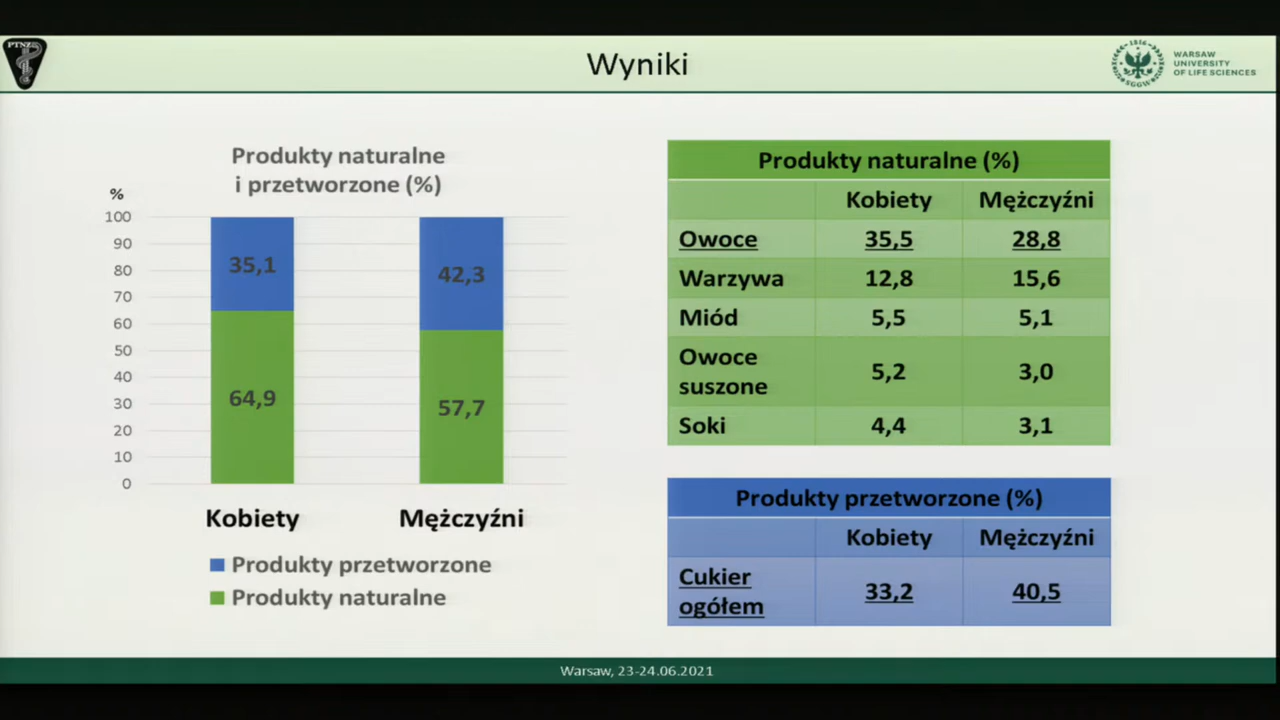 PTNŻ
Wyniki
1816
SGGW
WARSAW
UNIVERSITY
OF LIFE SCIENCES
Produkty naturalne
i przetworzone (%)
%
100
90
80
70
60
50
40
30
20
10
0
35,1
42,3
64,9
57,7
Kobiety Mężczyźni
Produkty przetworzone
Produkty naturalne
Produkty naturalne (%)
Kobiety Mężczyźni
Owoce 35,5 28,8
Warzywa 12,8 15,6
Miód 5,5 5,1
Owoce
suszone 5,2 3,0
Soki 4,4 3,1
Produkty przetworzone (%)
Kobiety Mężczyźni
Cukier
ogółem 33,2 40,5
Warsaw, 23-24.06.2021